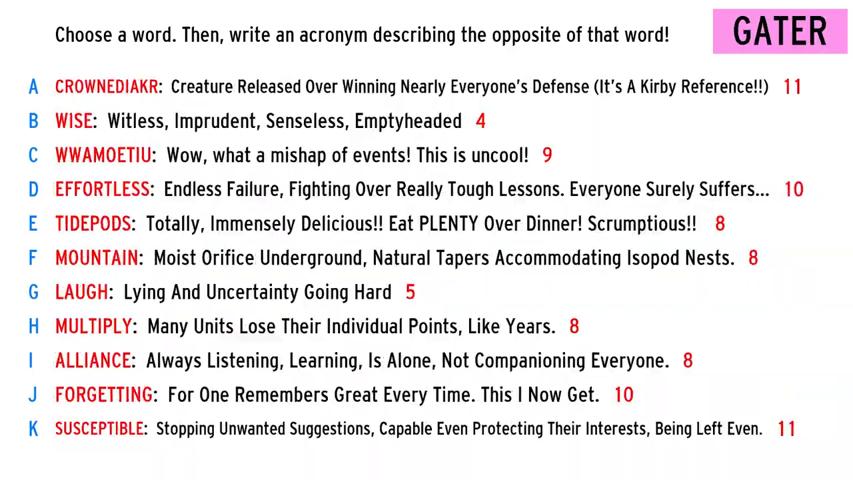 Choose a word. Then, write an acronym describing the opposite of that word!
GATER
A CROWNEDIAKR: Creature Released Over Winning Nearly Everyone's Defense (It's A Kirby Reference!!) 11
B WISE: Witless, Imprudent, Senseless, Emptyheaded 4
C WWAMOETIU: Wow, what a mishap of events! This is uncool! 9
D EFFORTLESS: Endless Failure, Fighting Over Really Tough Lessons. Everyone Surely Suffers... 10
E TIDEPODS: Totally, Immensely Delicious!! Eat PLENTY Over Dinner! Scrumptious!! 8
F MOUNTAIN: Moist Orifice Underground, Natural Tapers Accommodating Isopod Nests. 8
G LAUGH: Lying And Uncertainty Going Hard 5
H MULTIPLY: Many Units Lose Their Individual Points, Like Years. 8
I ALLIANCE: Always Listening, Learning, Is Alone, Not Companioning Everyone. 8
J FORGETTING: For One Remembers Great Every Time. This I Now Get. 10
K SUSCEPTIBLE: Stopping Unwanted Suggestions, Capable Even Protecting Their Interests, Being Left Even. 11